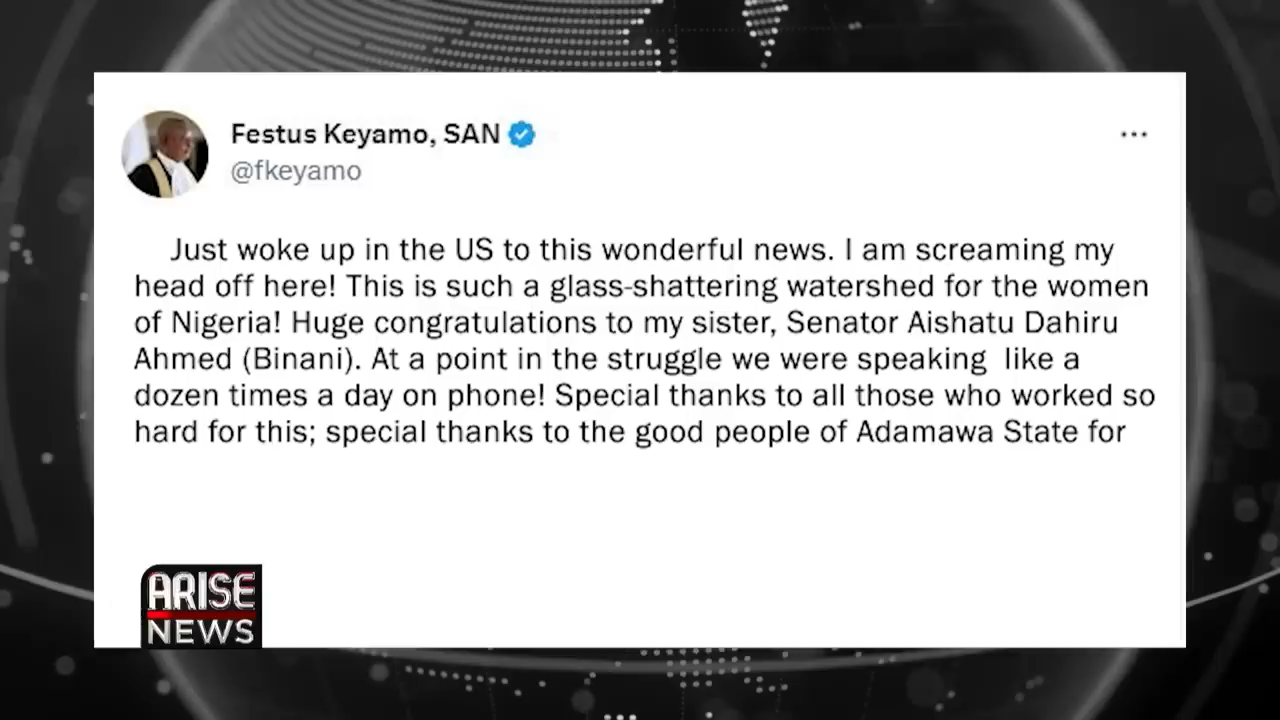 Festus Keyamo, SAN
@fkeyamo
Just woke up in the US to this wonderful news. I am screaming my
head off here! This is such a glass-shattering watershed for the women
of Nigeria! Huge congratulations to my sister, Senator Aishatu Dahiru
Ahmed (Binani). At a point in the struggle we were speaking  like a
dozen times a day on phone! Special thanks to all those who worked so
hard for this; special thanks to the good people of Adamawa State for
ARISE
NEWS